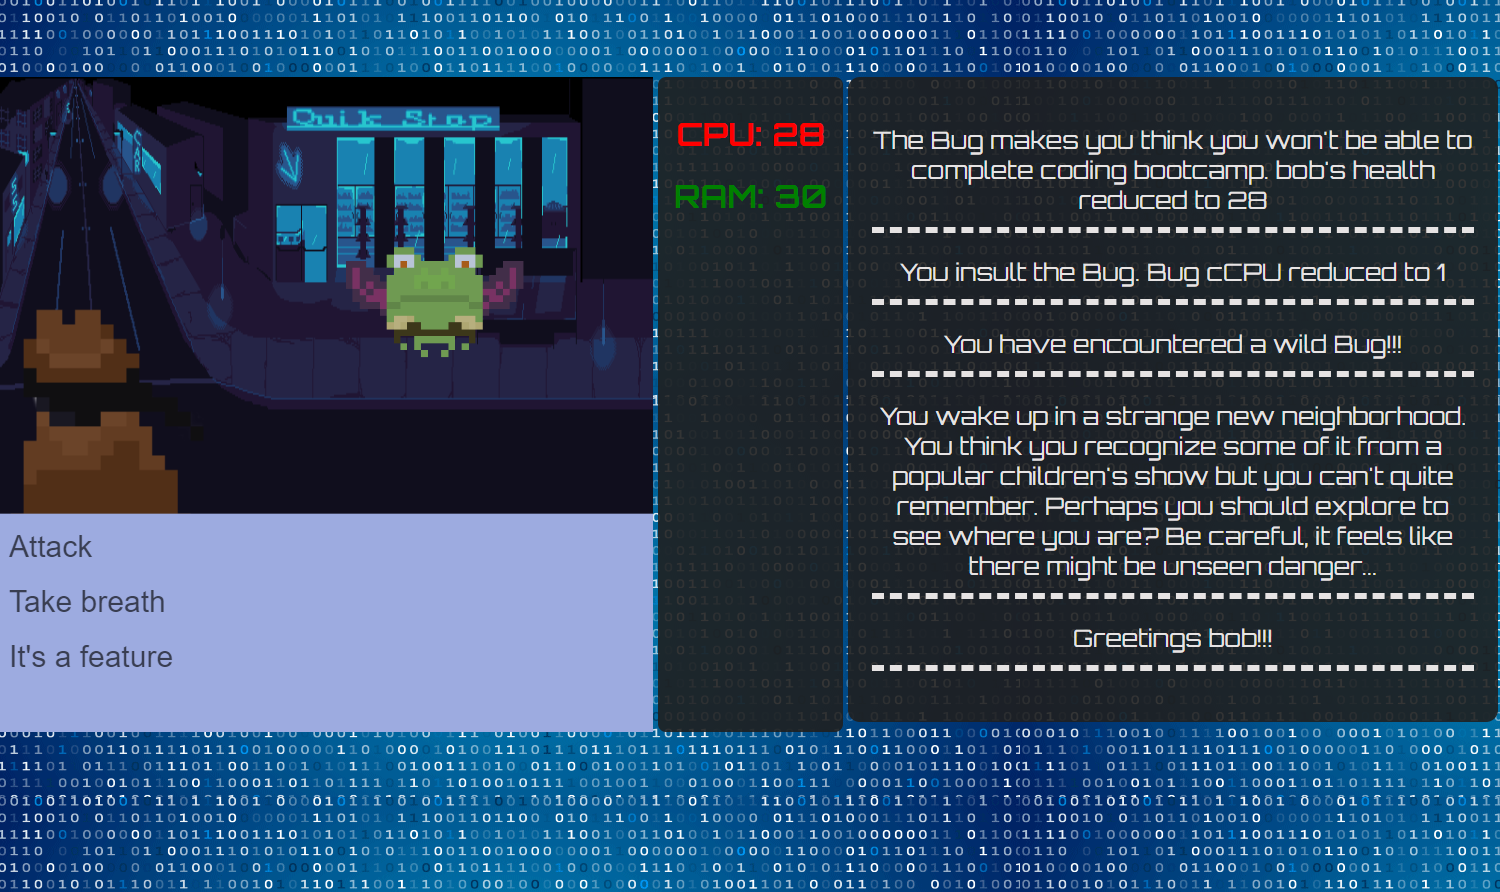 Quik Stop
Attack
Take breath
It's a feature
CPU: 28
RAM: 30
The Bug makes you think you won't be able to
complete coding bootcamp. bob's health
reduced to 28
You insult the Bug. Bug cCPU reduced to 1
You have encountered a wild Bug!!!
You wake up in a strange new neighborhood.
You think you recognize some of it from a
popular children's show but you can't quite
remember. Perhaps you should explore to
see where you are? Be careful, it feels like
there might be unseen danger...
Greetings bob!!!